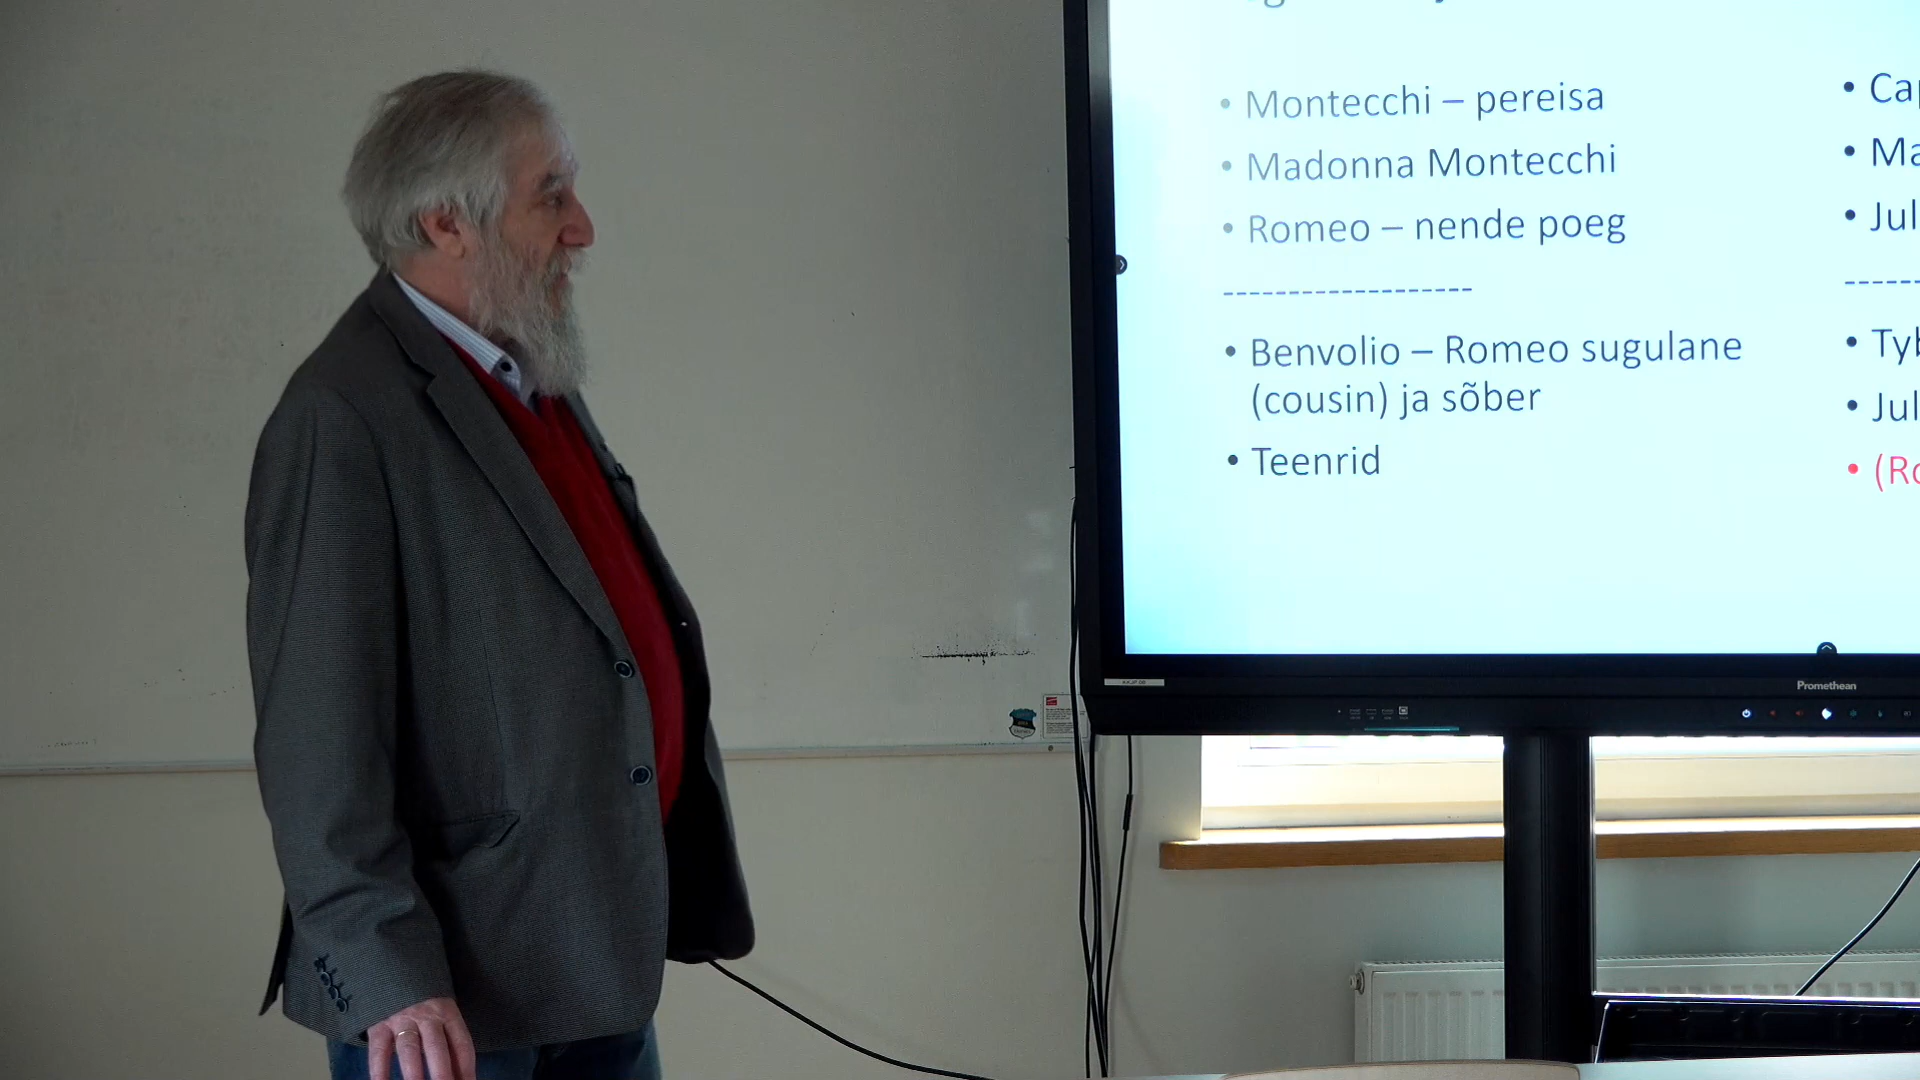 Montecchi – pereisa
Madonna Montecchi
Romeo – nende poeg
-------------------
Benvolio – Romeo sugulane
(cousin) ja sõber
Teenrid
Promethean